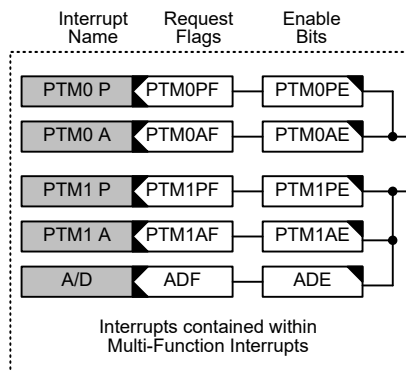 Interrupt Name Request Flags Enable Bits
PTM0 P PTM0PF PTM0PE
PTM0 A PTM0AF PTM0AE
PTM1 P PTM1PF PTM1PE
PTM1 A PTM1AF PTM1AE
A/D ADF ADE
Interrupts contained within
Multi-Function Interrupts